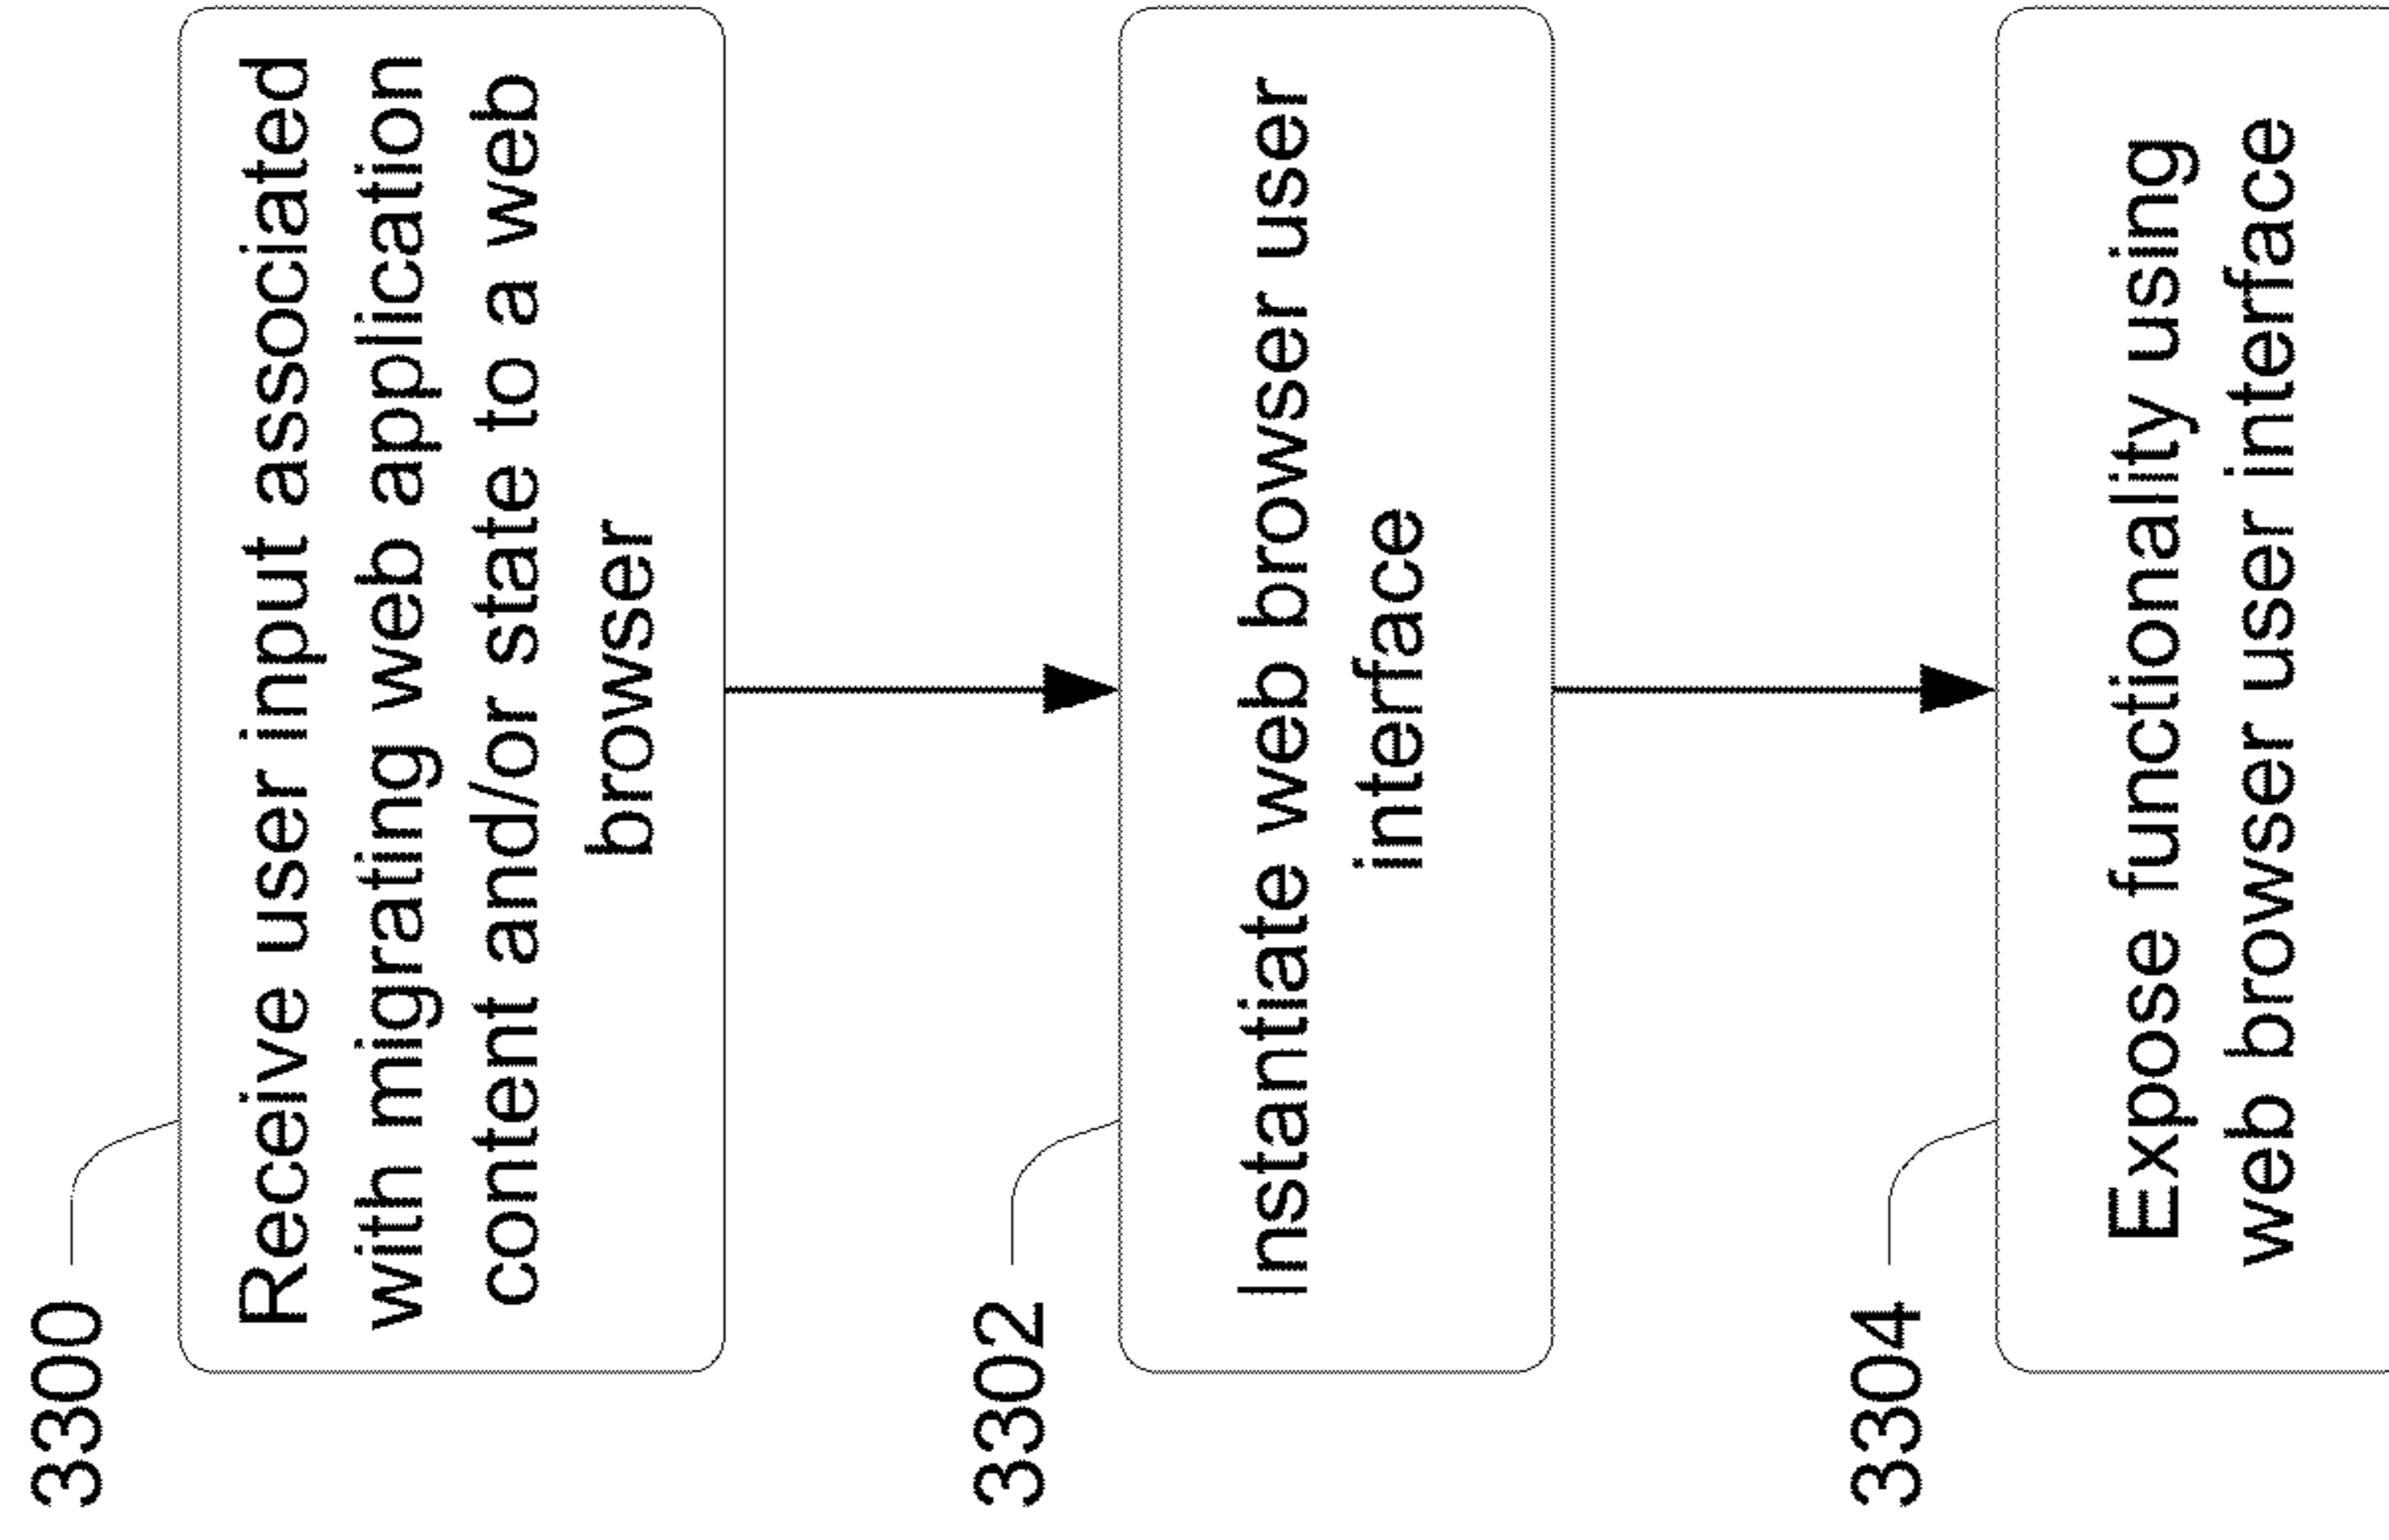 3300
Receive user input associated
with migrating web application
content and/or state to a web
browser
3302
Instantiate web browser user
interface
3304
Expose functionality using
web browser user interface